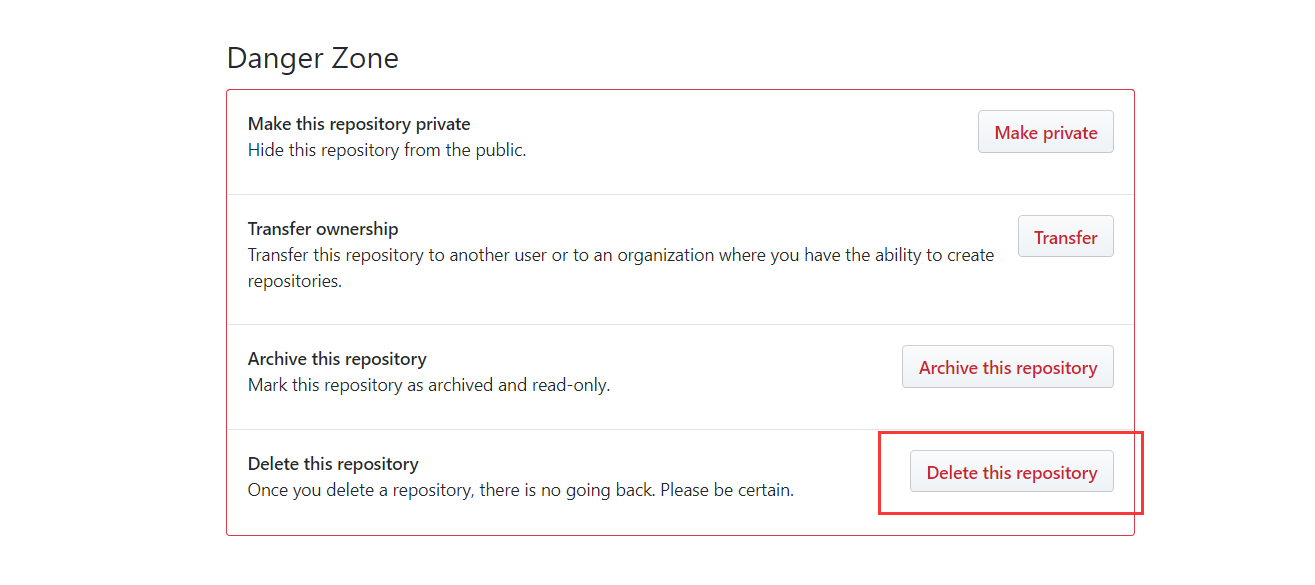 Danger Zone
Make this repository private
Hide this repository from the public.
Make private
Transfer ownership
Transfer this repository to another user or to an organization where you have the ability to create
repositories.
Transfer
Archive this repository
Mark this repository as archived and read-only.
Archive this repository
Delete this repository
Once you delete a repository, there is no going back. Please be certain.
Delete this repository